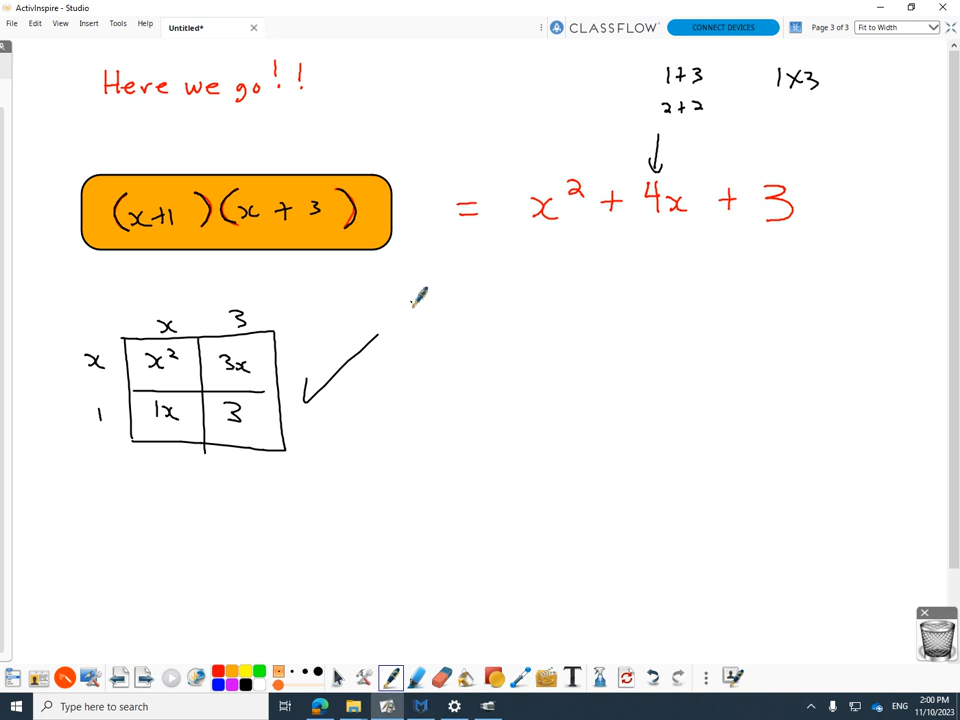 ActivInspire - Studio
File Edit View Insert Tools Help
Untitled*
CLASSFLOW
CONNECT DEVICES
Page 3 of 3
Fit to Width
Here we go!!
1+3 1×3
2+2
(x+1)(x + 3) = x² + 4x + 3
x 3
x x² 3x
1 1x 3
Type here to search
ENG
2:00 PM
11/10/2023